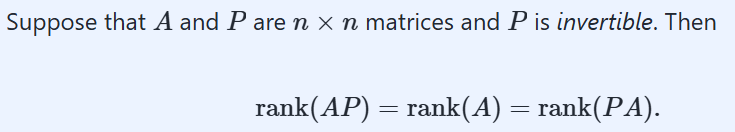 Suppose that A and P are n × n matrices and P is invertible. Then
rank(AP) = rank(A) = rank(PA).